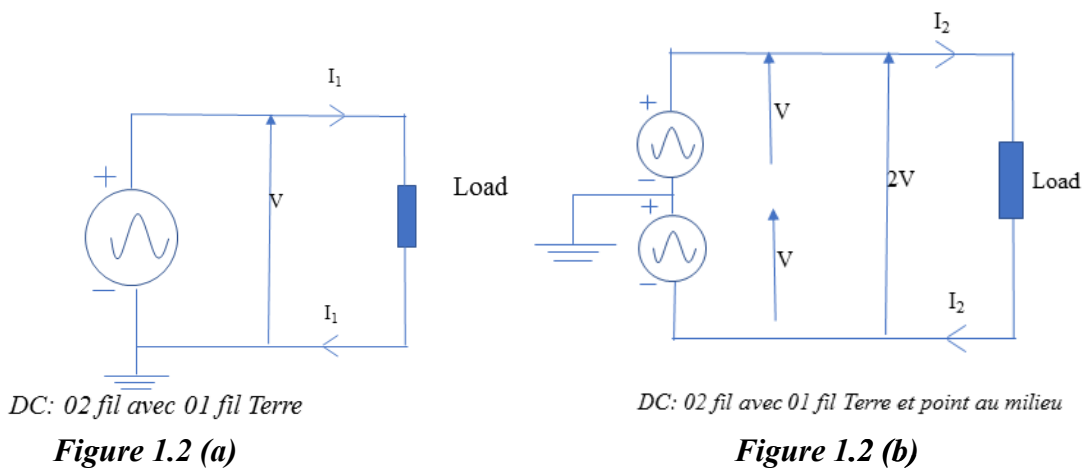 I₁
+
V
Load
−
I₁
DC: 02 fil avec 01 fil Terre
Figure 1.2 (a)
I₂
+
V
−
2V
Load
+
V
−
I₂
DC: 02 fil avec 01 fil Terre et point au milieu
Figure 1.2 (b)